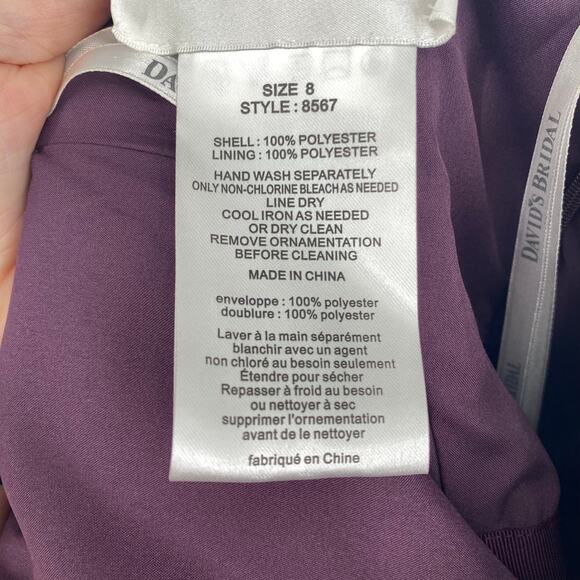 DA
SIZE 8
STYLE : 8567
SHELL : 100% POLYESTER
LINING : 100% POLYESTER
HAND WASH SEPARATELY
ONLY NON-CHLORINE BLEACH AS NEEDED
LINE DRY
COOL IRON AS NEEDED
OR DRY CLEAN
REMOVE ORNAMENTATION
BEFORE CLEANING
MADE IN CHINA
enveloppe : 100% polyester
doublure : 100% polyester
Laver à la main séparément
blanchir avec un agent
non chloré au besoin seulement
Étendre pour sécher
Repasser à froid au besoin
ou nettoyer à sec
supprimer l'ornementation
avant de le nettoyer
fabriqué en Chine
DAVID'S BRIDAL
IDAL